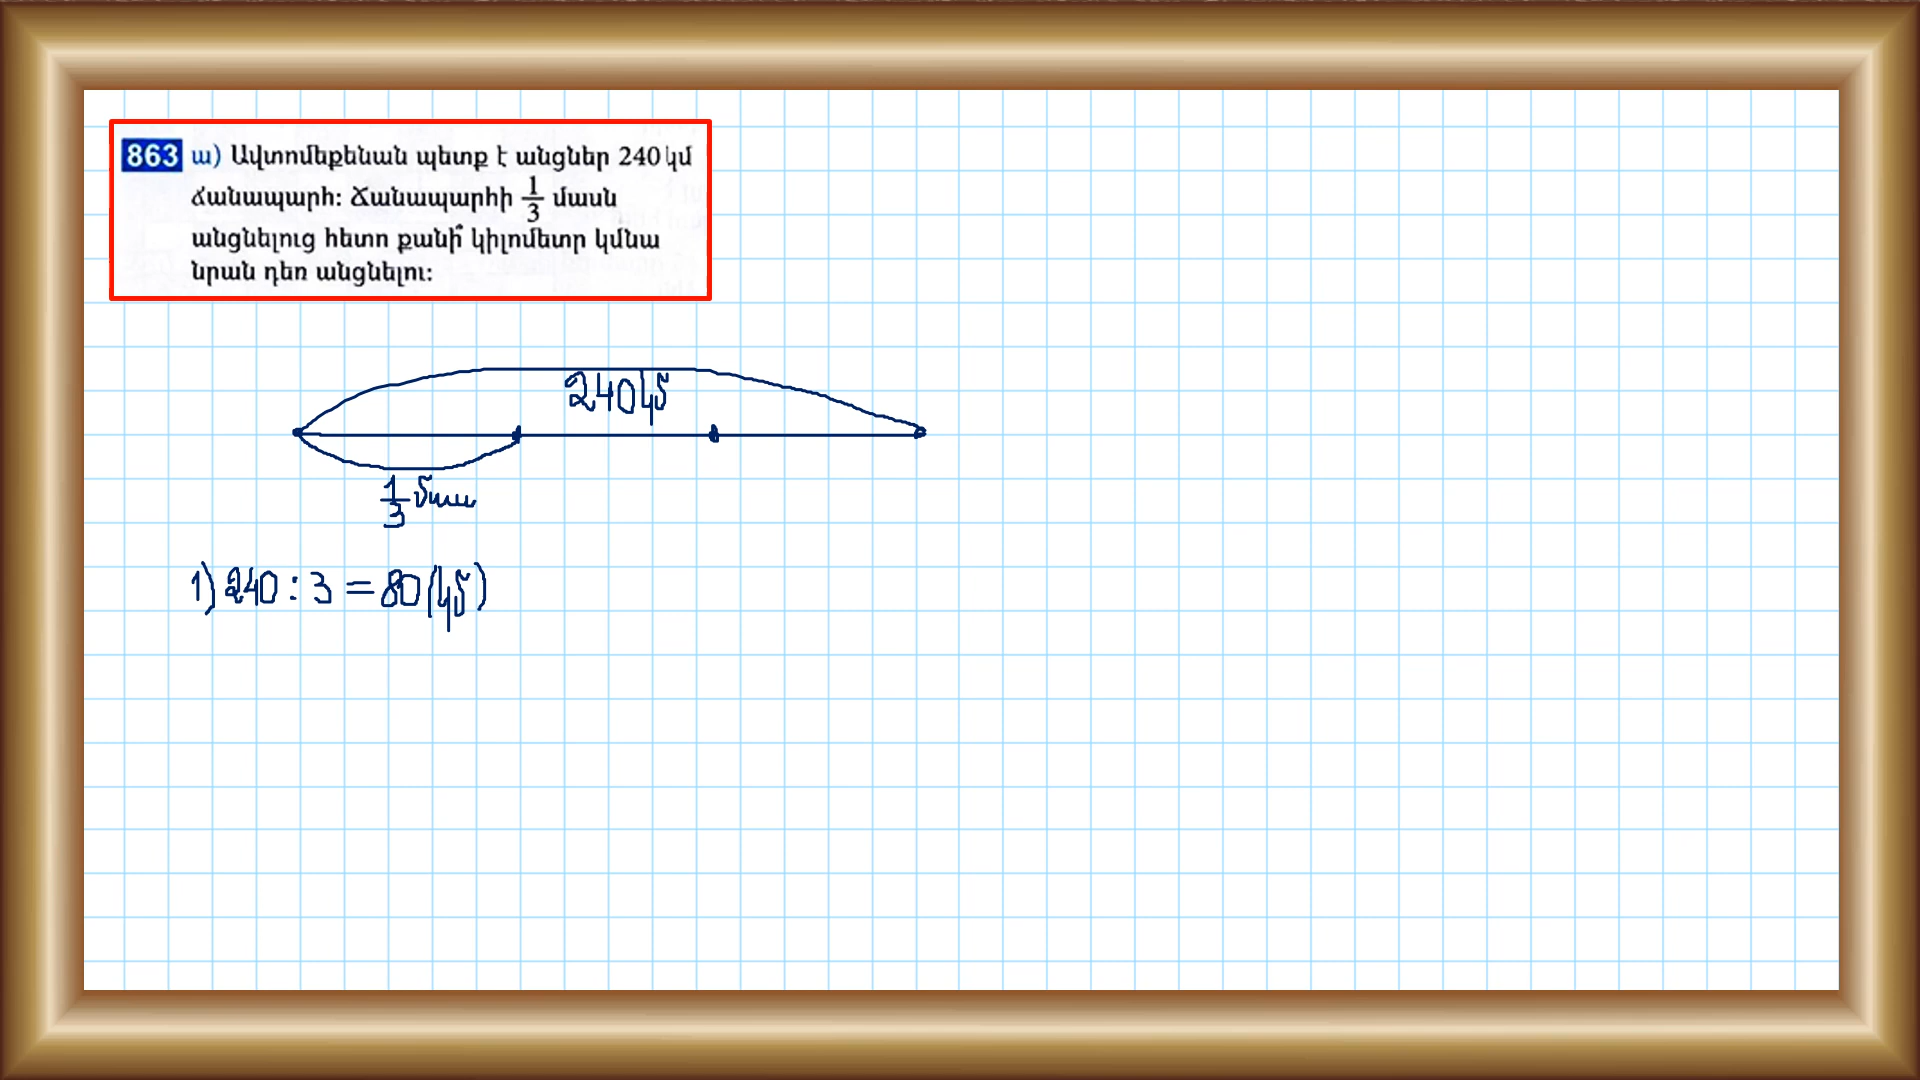 863 ա) Ավտոմեքենան պետք է անցներ 240 կմ
ճանապարհ։ Ճանապարհի 1/3 մասն
անցնելուց հետո քանի՞ կիլոմետր կմնա
նրան դեռ անցնելու։
240կմ
1/3 մաս
1) 240 : 3 = 80 (կմ)